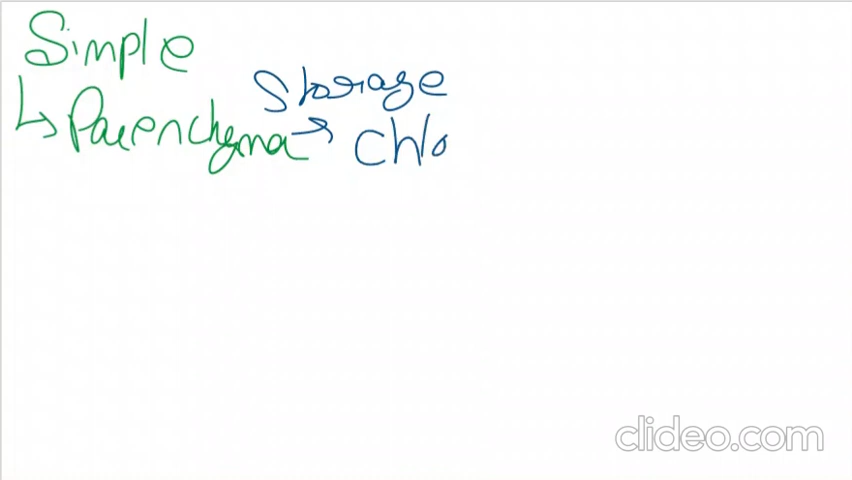 Simple
Storage
↳ Parenchyma → Chlo
clideo.com